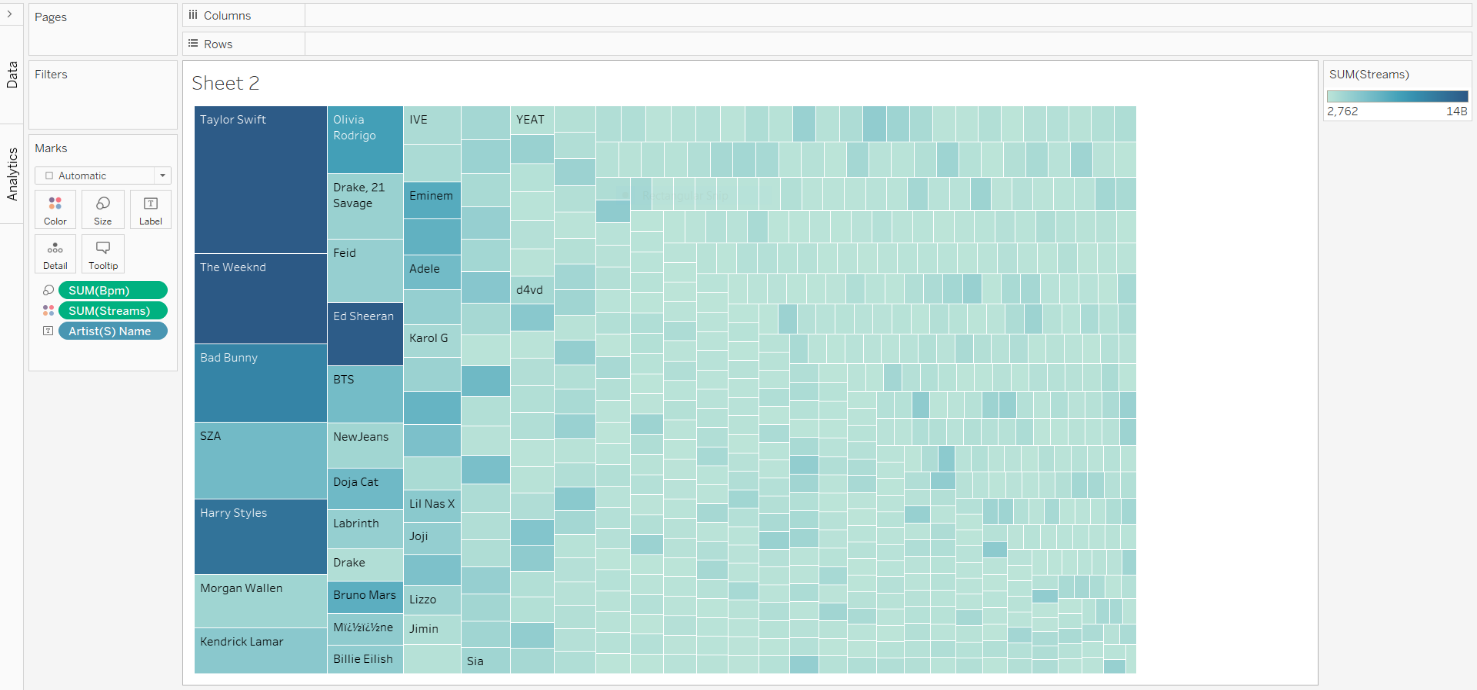 Pages
Columns
Rows
Data
Analytics
Filters
Marks
Automatic
Color
Size
Label
Detail
Tooltip
SUM(Bpm)
SUM(Streams)
Artist(S) Name
Sheet 2
Taylor Swift
The Weeknd
Bad Bunny
SZA
Harry Styles
Morgan Wallen
Kendrick Lamar
Olivia
Rodrigo
Drake, 21
Savage
Feid
Ed Sheeran
BTS
NewJeans
Doja Cat
Labrinth
Drake
Bruno Mars
Mï¿½ï¿½ne
Billie Eilish
IVE
Eminem
Adele
Karol G
Lil Nas X
Joji
Lizzo
Jimin
Sia
YEAT
d4vd
SUM(Streams)
2,762 14B